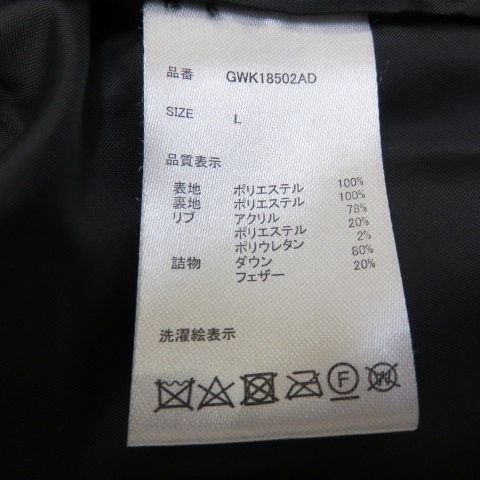 品番 GWK18502AD
SIZE L
品質表示
表地 ポリエステル 100%
裏地 ポリエステル 100%
リブ アクリル 78%
ポリエステル 20%
ポリウレタン 2%
詰物 ダウン 80%
フェザー 20%
洗濯絵表示
F W